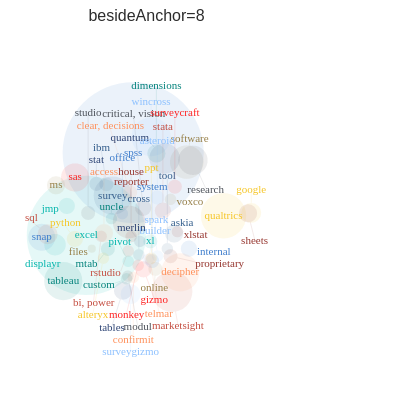 besideAnchor=8
dimensions
wincross
studio critical, vision surveycraft
clear, decisions stata
quantum asteroid software
ibm spss
stat office
access house ppt tool
sas reporter
ms system research google
survey cross voxco
uncle
jmp qualtrics
sql python spark askia
merlin builder
snap excel pivot xl xlstat sheets
files internal
displayr mtab proprietary
rstudio decipher
tableau custom online
bi, power gizmo
alteryx monkey telmar
tables modul marketsight
confirmit
surveygizmo